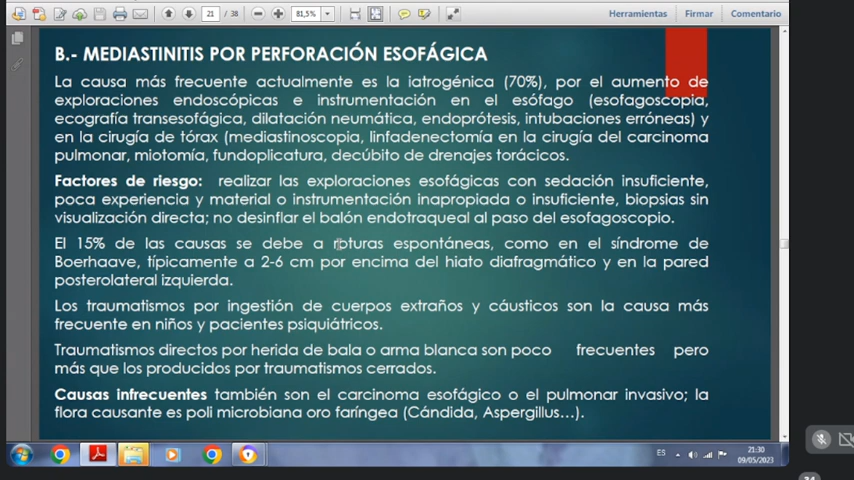 Herramientas Firmar Comentario
21 / 38 81,5%
B.- MEDIASTINITIS POR PERFORACIÓN ESOFÁGICA
La causa más frecuente actualmente es la iatrogénica (70%), por el aumento de
exploraciones endoscópicas e instrumentación en el esófago (esofagoscopia,
ecografía transesofágica, dilatación neumática, endoprótesis, intubaciones erróneas) y
en la cirugía de tórax (mediastinoscopia, linfadenectomía en la cirugía del carcinoma
pulmonar, miotomía, fundoplicatura, decúbito de drenajes torácicos.
Factores de riesgo: realizar las exploraciones esofágicas con sedación insuficiente,
poca experiencia y material o instrumentación inapropiada o insuficiente, biopsias sin
visualización directa; no desinflar el balón endotraqueal al paso del esofagoscopio.
El 15% de las causas se debe a roturas espontáneas, como en el síndrome de
Boerhaave, típicamente a 2-6 cm por encima del hiato diafragmático y en la pared
posterolateral izquierda.
Los traumatismos por ingestión de cuerpos extraños y cáusticos son la causa más
frecuente en niños y pacientes psiquiátricos.
Traumatismos directos por herida de bala o arma blanca son poco frecuentes pero
más que los producidos por traumatismos cerrados.
Causas infrecuentes también son el carcinoma esofágico o el pulmonar invasivo; la
flora causante es poli microbiana oro faríngea (Cándida, Aspergillus...).
ES
21:30
09/05/2023